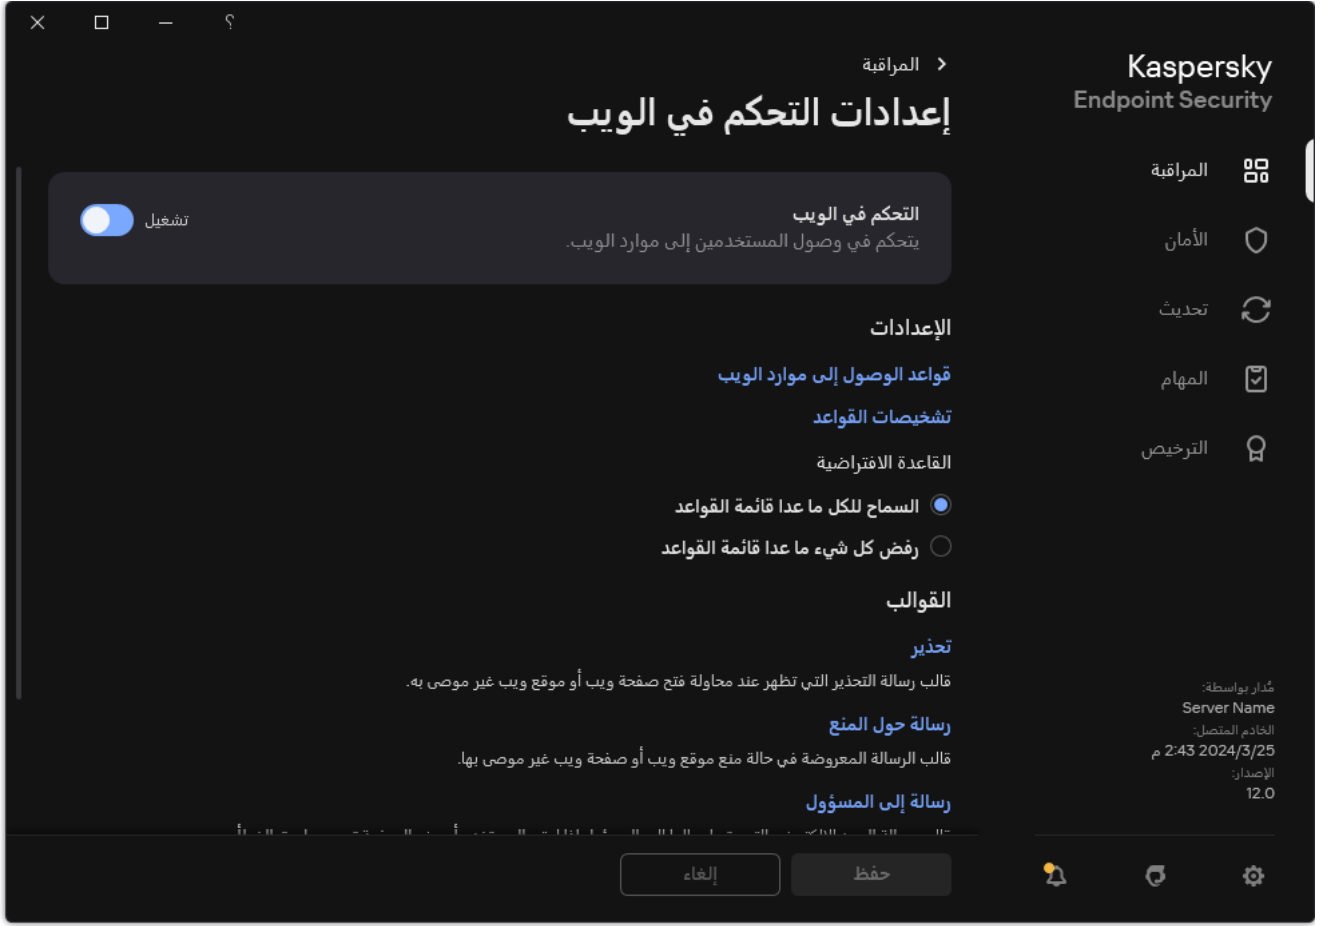 ؟
Kaspersky
Endpoint Security
المراقبة
الأمان
تحديث
المهام
الترخيص
مُدار بواسطة:
Server Name
الخادم المتصل:
2024/3/25 2:43 م
الإصدار:
12.0
المراقبة
إعدادات التحكم في الويب
التحكم في الويب
يتحكم في وصول المستخدمين إلى موارد الويب.
تشغيل
الإعدادات
قواعد الوصول إلى موارد الويب
تشخيصات القواعد
القاعدة الافتراضية
السماح للكل ما عدا قائمة القواعد
رفض كل شيء ما عدا قائمة القواعد
القوالب
تحذير
قالب رسالة التحذير التي تظهر عند محاولة فتح صفحة ويب أو موقع ويب غير موصى به.
رسالة حول المنع
قالب الرسالة المعروضة في حالة منع موقع ويب أو صفحة ويب غير موصى بها.
رسالة إلى المسؤول
حفظ
إلغاء